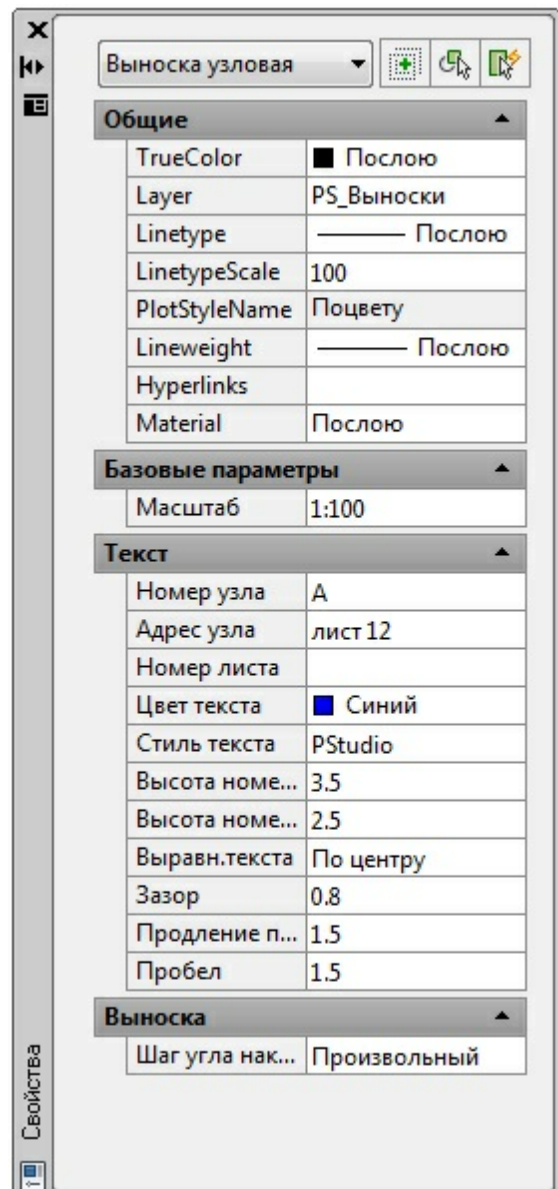 Выноска узловая
Общие
TrueColor Послою
Layer PS_Выноски
Linetype Послою
LinetypeScale 100
PlotStyleName Поцвету
Lineweight Послою
Hyperlinks
Material Послою
Базовые параметры
Масштаб 1:100
Текст
Номер узла А
Адрес узла лист 12
Номер листа
Цвет текста Синий
Стиль текста PStudio
Высота номе... 3.5
Высота номе... 2.5
Выравн.текста По центру
Зазор 0.8
Продление п... 1.5
Пробел 1.5
Выноска
Шаг угла нак... Произвольный
Свойства